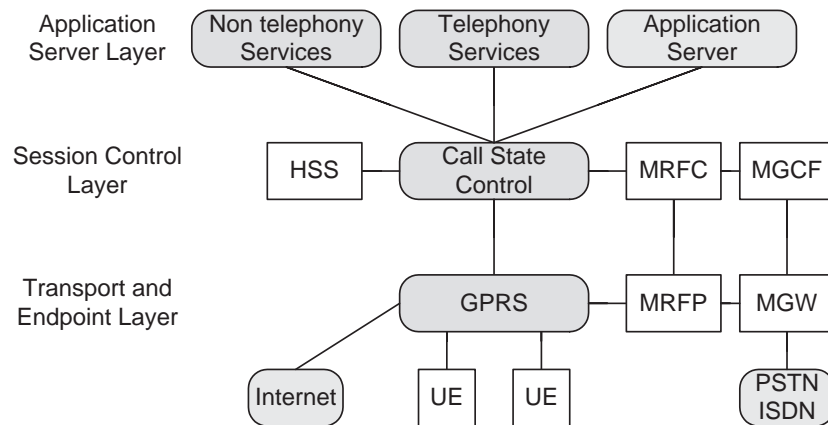 Application
Server Layer
Non telephony
Services
Telephony
Services
Application
Server
Session Control
Layer
HSS
Call State
Control
MRFC
MGCF
Transport and
Endpoint Layer
GPRS
MRFP
MGW
Internet
UE
UE
PSTN
ISDN